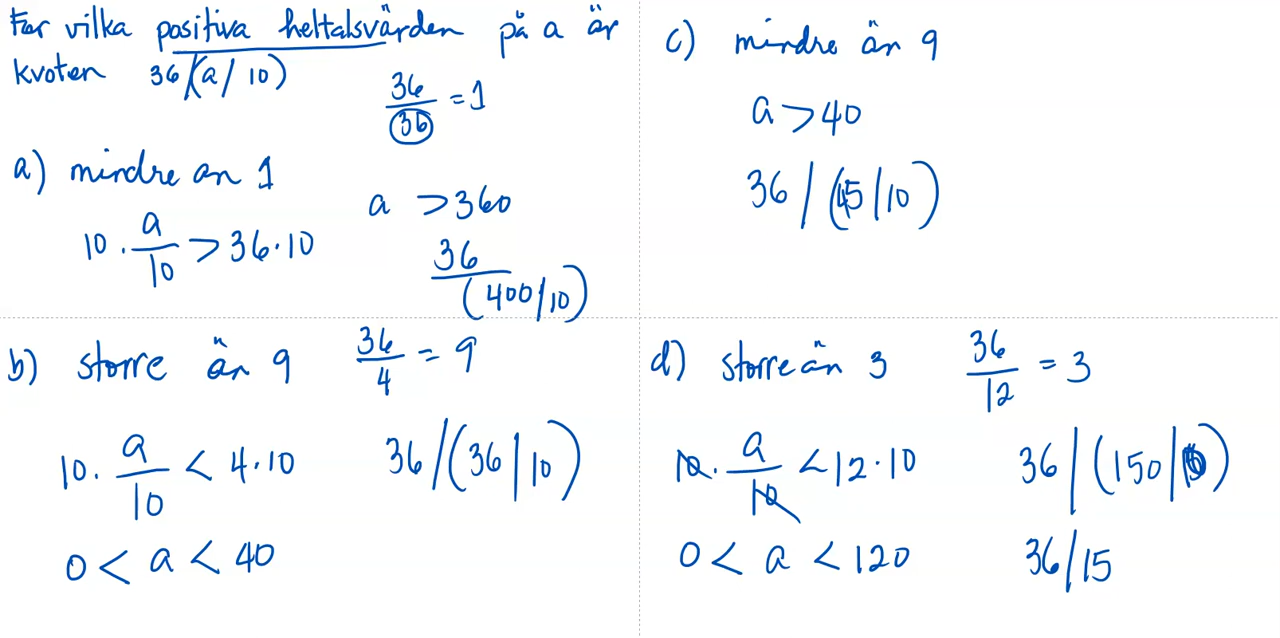 För vilka positiva heltalsvärden på a är
kvoten 36/(a/10)
36/36 = 1
a) mindre an 1
a > 360
10 · a/10 > 36·10
36/(400/10)
b) större än 9
36/4 = 9
10 · a/10 < 4·10
36/(36/10)
0 < a < 40
c) mindre än 9
a > 40
36/(45/10)
d) större än 3
36/12 = 3
10 · a/10 < 12·10
36/(150/10)
0 < a < 120
36/15